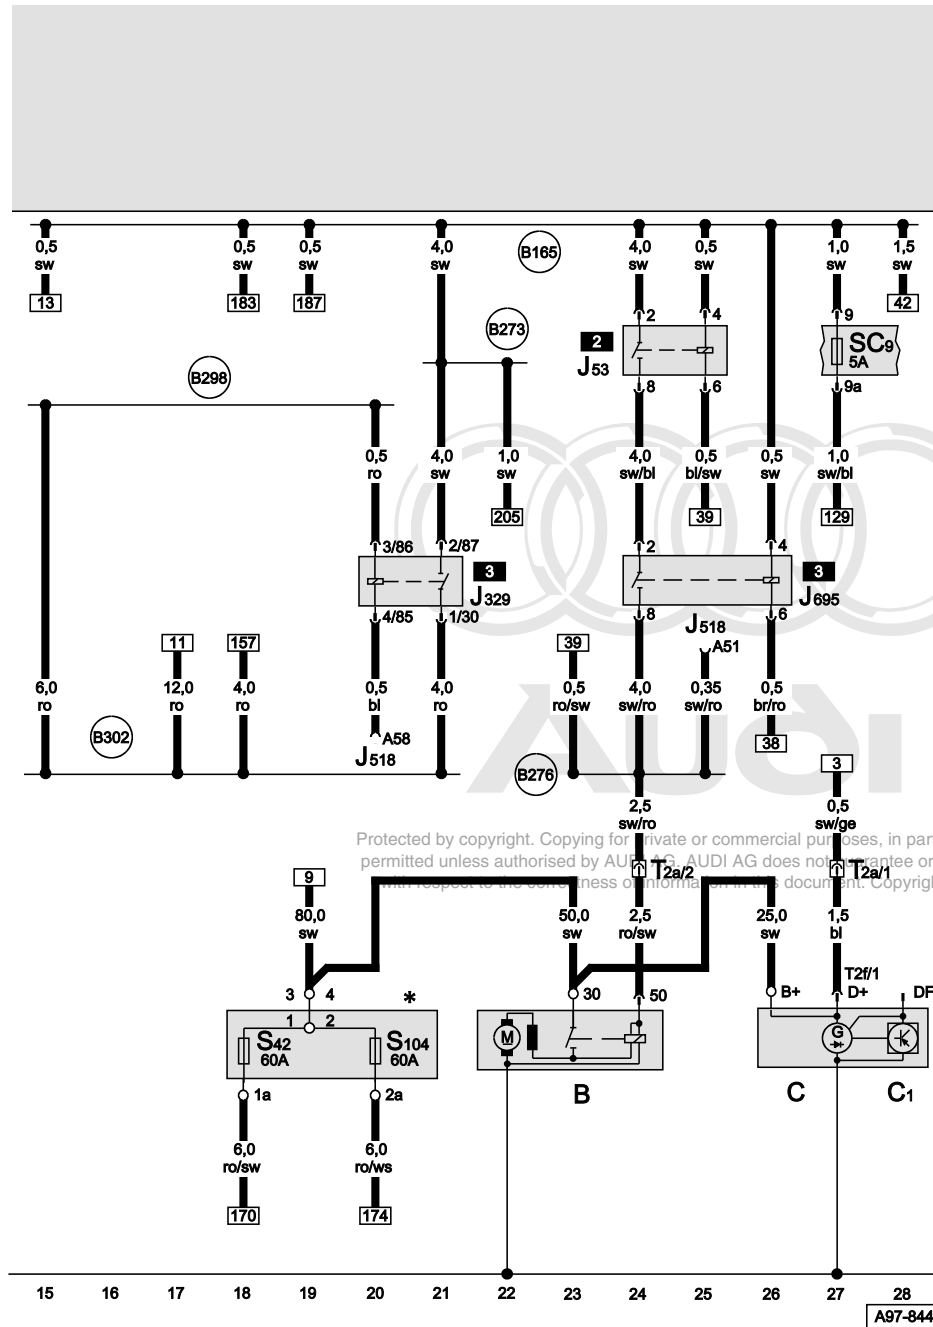 0,5 0,5 0,5 4,0 4,0 0,5 1,0 1,5
sw sw sw sw B165 sw sw sw sw
13 183 187 42
2 4 9
B273
2 SC9
J53 5A
B298
8 6 9a
0,5 4,0 1,0 4,0 0,5 0,5 1,0
ro sw sw sw/bl bl/sw sw sw/bl
205 39 129
3/86 2/87 2 4
3 3
J329 J695
4/85 1/30 8 6
J518
11 157 39 A51
6,0 12,0 4,0 0,5 4,0 0,5 4,0 0,35 0,5
ro ro ro bl ro ro/sw sw/ro sw/ro br/ro
B302 A58 38
J518
B276 AUDI 3
2,5 0,5
sw/ro sw/ge
Protected by copyright. Copying for private or commercial purposes, in par
permitted unless authorised by AUDI AG. AUDI AG does not guarantee or
T2a/2 T2a/1
with respect to the correctness of information in this document. Copyrig
9
80,0 50,0 2,5 25,0 1,5
sw sw ro/sw sw bl
T2f/1
3 4 * 30 50 B+ D+ DF
1 2
S42 S104 M G
60A 60A
1a 2a B C C1
6,0 6,0
ro/sw ro/ws
170 174
15 16 17 18 19 20 21 22 23 24 25 26 27 28
A97-844